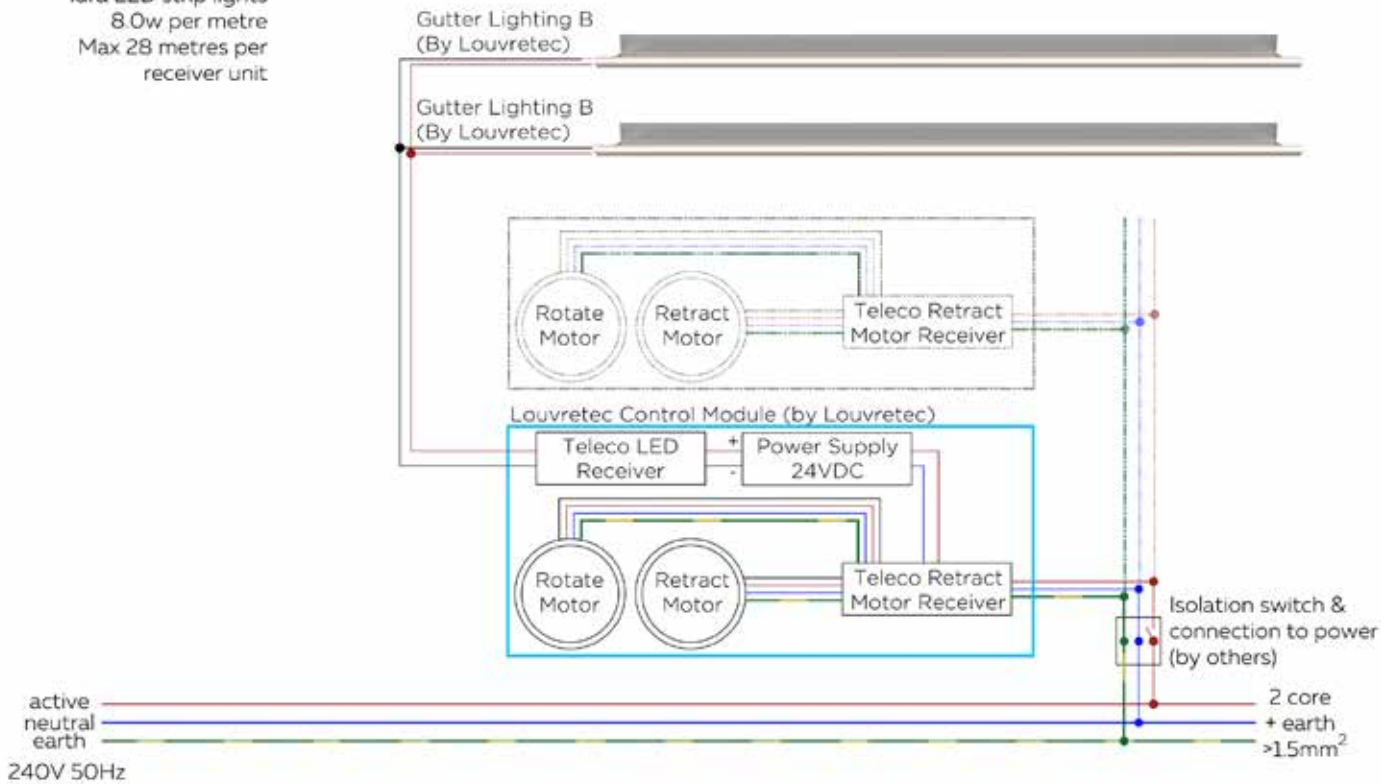 LED strip lights
8.0w per metre
Max 28 metres per
receiver unit
Gutter Lighting B
(By Louvretec)
Gutter Lighting B
(By Louvretec)
Rotate
Motor
Retract
Motor
Teleco Retract
Motor Receiver
Louvretec Control Module (by Louvretec)
Teleco LED
Receiver
+
-
Power Supply
24VDC
Rotate
Motor
Retract
Motor
Teleco Retract
Motor Receiver
Isolation switch &
connection to power
(by others)
active
neutral
earth
240V 50Hz
2 core
+ earth
>1.5mm²